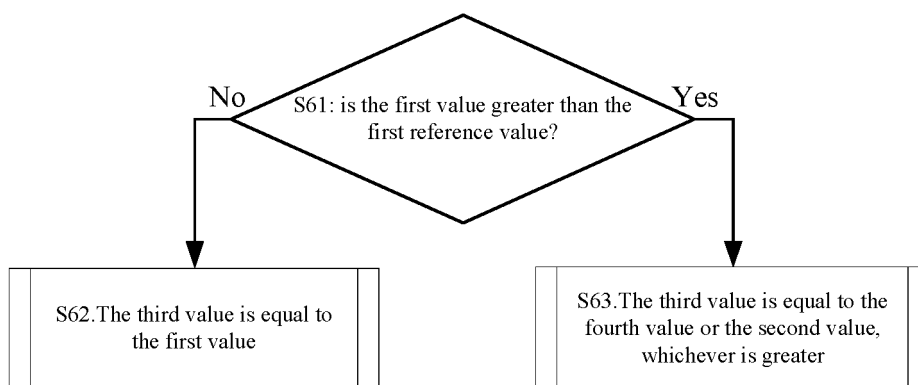 No
S61: is the first value greater than the
first reference value?
Yes
S62.The third value is equal to
the first value
S63.The third value is equal to the
fourth value or the second value,
whichever is greater